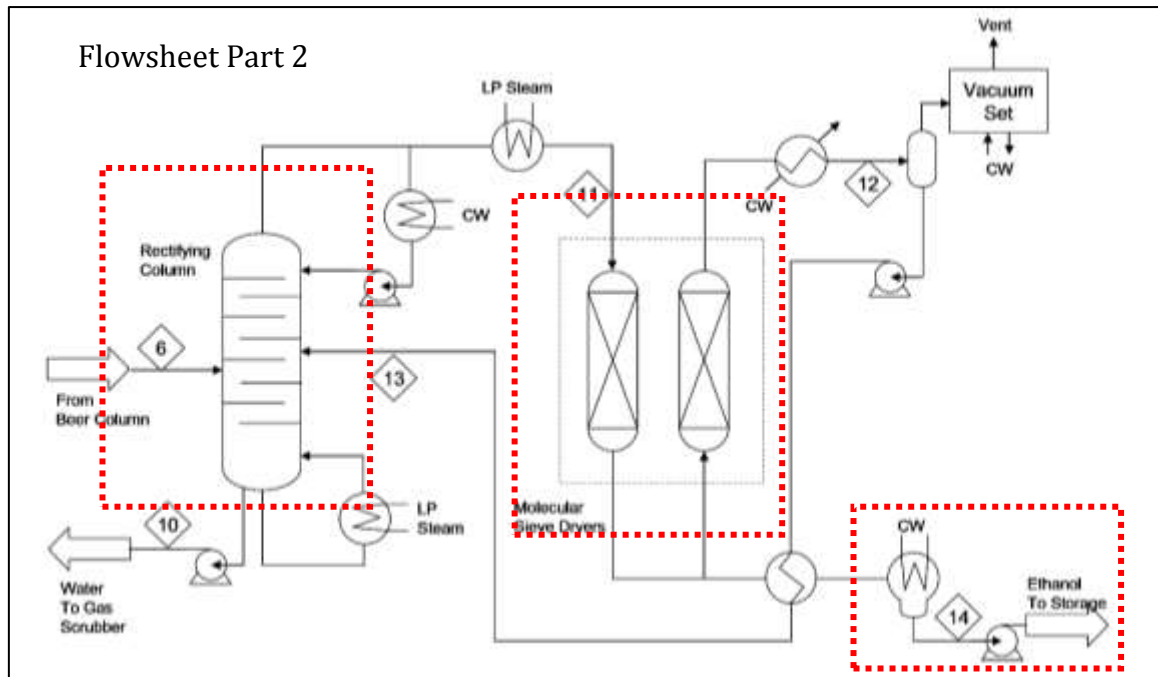 Flowsheet Part 2
Vent
LP Steam
Vacuum
Set
CW
12
CW
11
CW
Rectifying
Column
6
13
From
Beer Column
Molecular
Sieve Dryers
LP
Steam
10
CW
Water
To Gas
Scrubber
Ethanol
To Storage
14